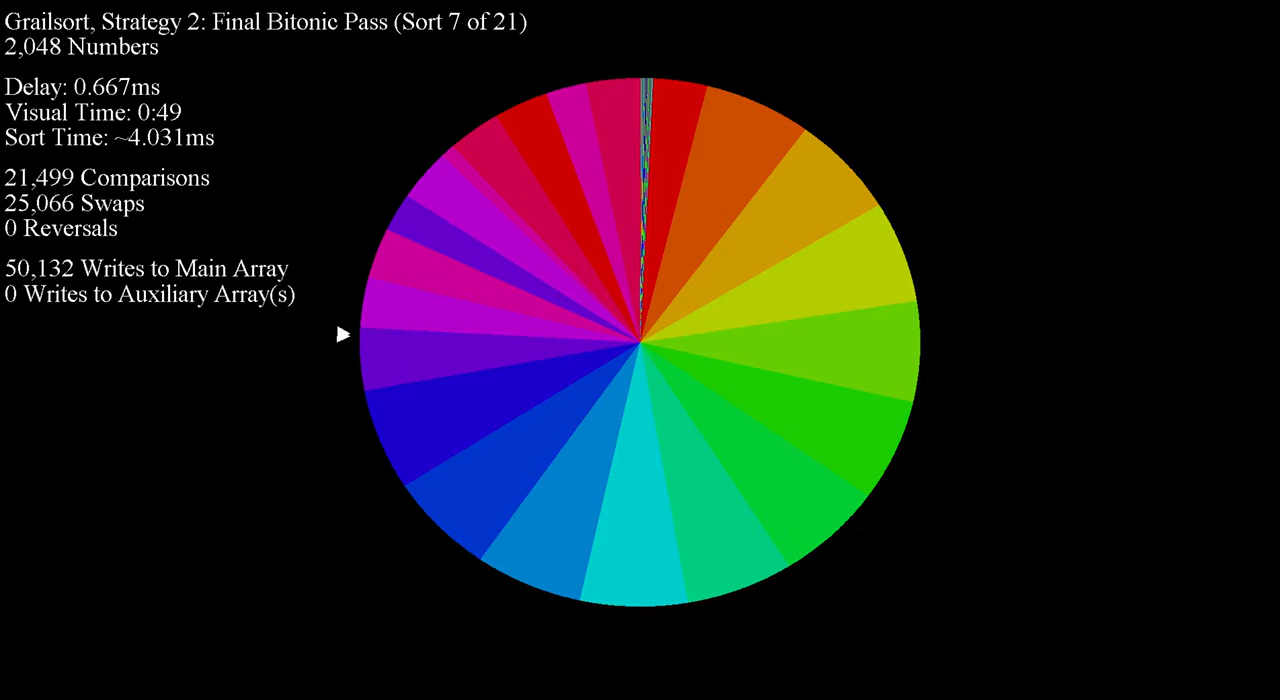 Grailsort, Strategy 2: Final Bitonic Pass (Sort 7 of 21)
2,048 Numbers
Delay: 0.667ms
Visual Time: 0:49
Sort Time: ~4.031ms
21,499 Comparisons
25,066 Swaps
0 Reversals
50,132 Writes to Main Array
0 Writes to Auxiliary Array(s)